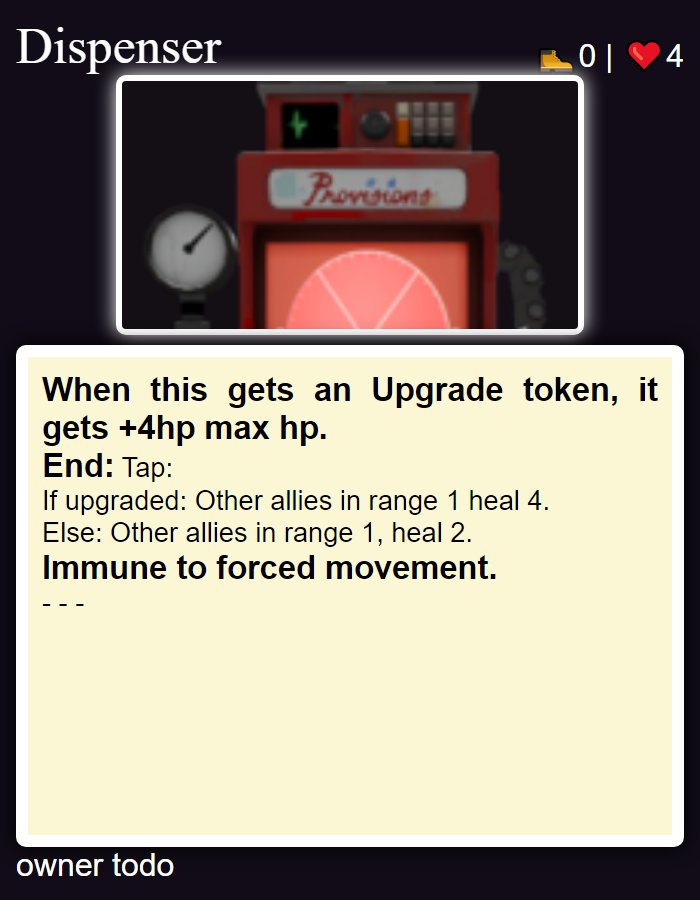 Dispenser
🥾0 | ❤️4
Provisions
When this gets an Upgrade token, it
gets +4hp max hp.
End: Tap:
If upgraded: Other allies in range 1 heal 4.
Else: Other allies in range 1, heal 2.
Immune to forced movement.
- - -
owner todo